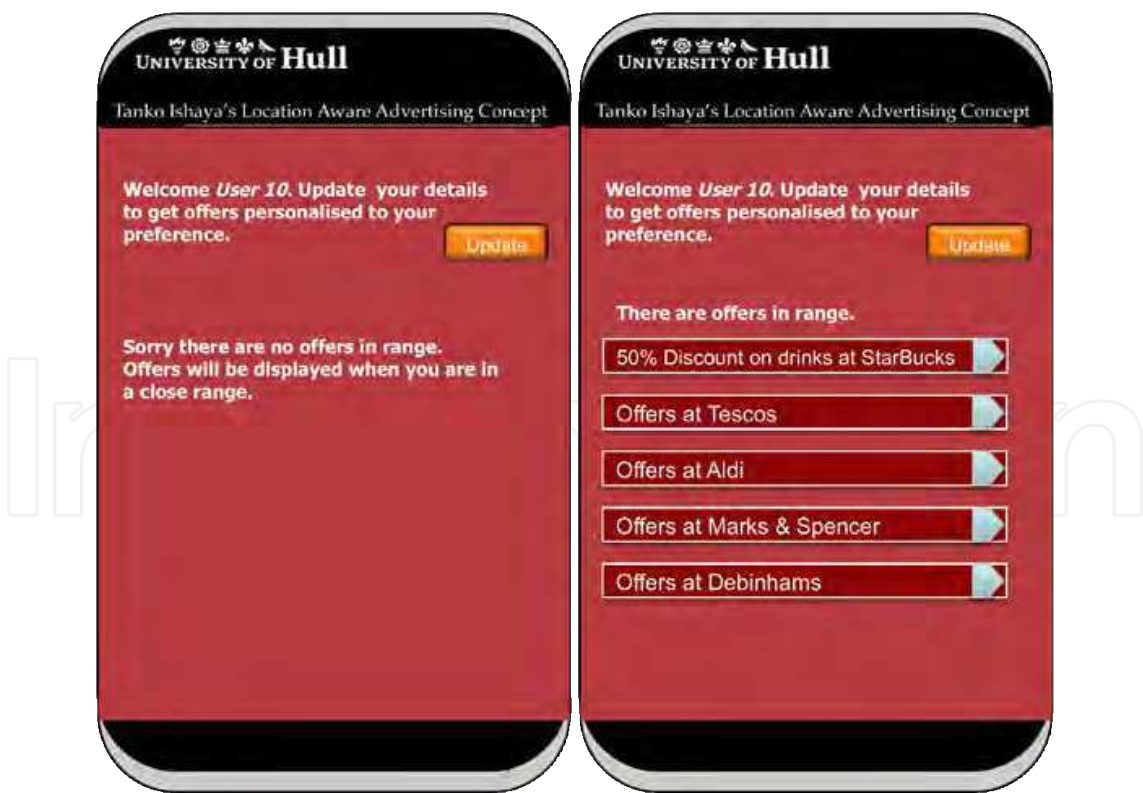 UNIVERSITY OF Hull
Tanko Ishaya's Location Aware Advertising Concept
Welcome User 10. Update your details
to get offers personalised to your
preference.
Update
Sorry there are no offers in range.
Offers will be displayed when you are in
a close range.
UNIVERSITY OF Hull
Tanko Ishaya's Location Aware Advertising Concept
Welcome User 10. Update your details
to get offers personalised to your
preference.
Update
There are offers in range.
50% Discount on drinks at StarBucks
Offers at Tescos
Offers at Aldi
Offers at Marks & Spencer
Offers at Debinhams